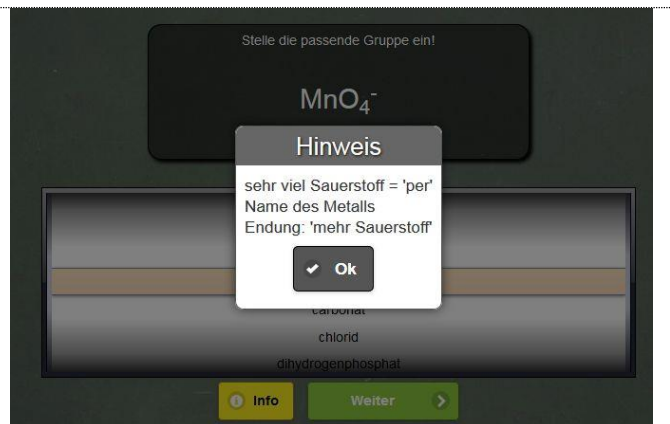 Stelle die passende Gruppe ein!
MnO₄⁻
Hinweis
sehr viel Sauerstoff = 'per'
Name des Metalls
Endung: 'mehr Sauerstoff'
Ok
carbonat
chlorid
dihydrogenphosphat
Info
Weiter